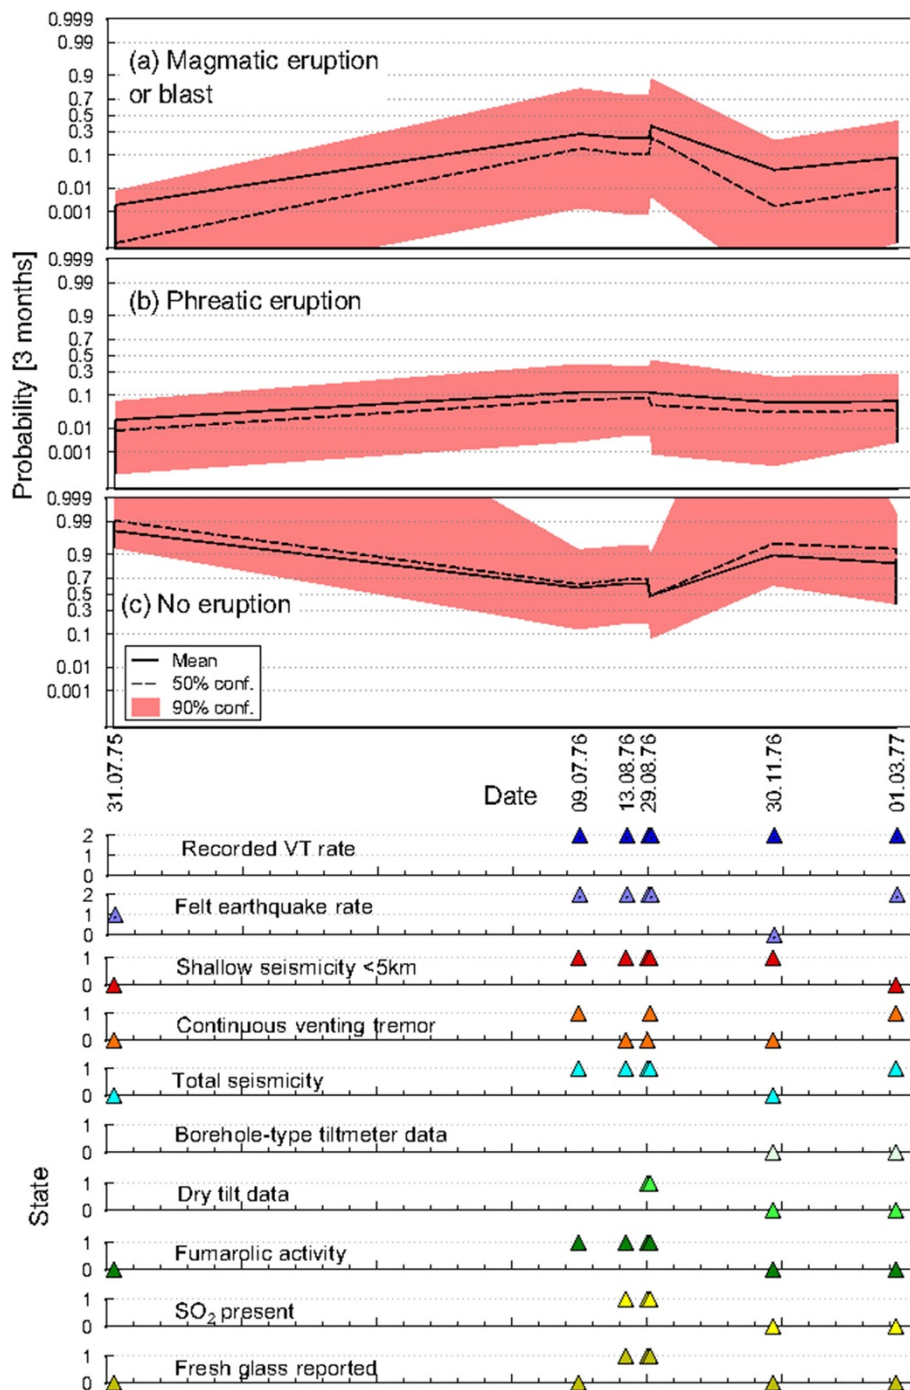 0.999
0.99
(a) Magmatic eruption
or blast
0.9
0.7
0.5
0.3
0.1
0.01
0.001
0.999
0.99
(b) Phreatic eruption
0.9
0.7
0.5
0.3
0.1
0.01
0.001
Probability [3 months]
0.999
0.99
0.9
0.7
0.5
0.3
(c) No eruption
0.1
0.01
0.001
Mean
50% conf.
90% conf.
31.07.75
09.07.76
13.08.76
29.08.76
30.11.76
01.03.77
Date
2
1
0
Recorded VT rate
2
1
0
Felt earthquake rate
1
0
Shallow seismicity <5km
1
0
Continuous venting tremor
1
0
Total seismicity
1
0
Borehole-type tiltmeter data
1
0
Dry tilt data
State
1
0
Fumarolic activity
1
0
SO₂ present
1
0
Fresh glass reported